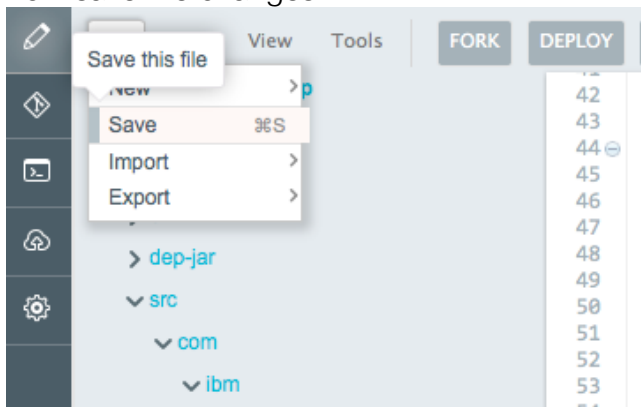 View Tools FORK DEPLOY
Save this file
New
Save ⌘S
Import
Export
dep-jar
src
com
ibm
42
43
44
45
46
47
48
49
50
51
52
53